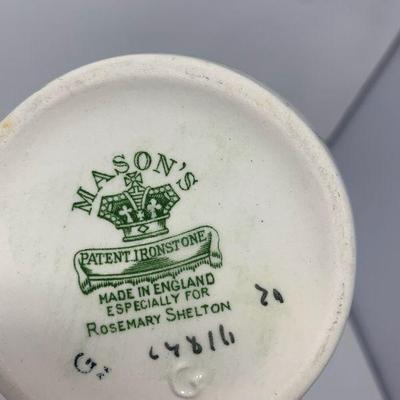 MASON'S
PATENT.IRONSTONE
MADE IN ENGLAND
ESPECIALLY FOR
ROSEMARY SHELTON
G